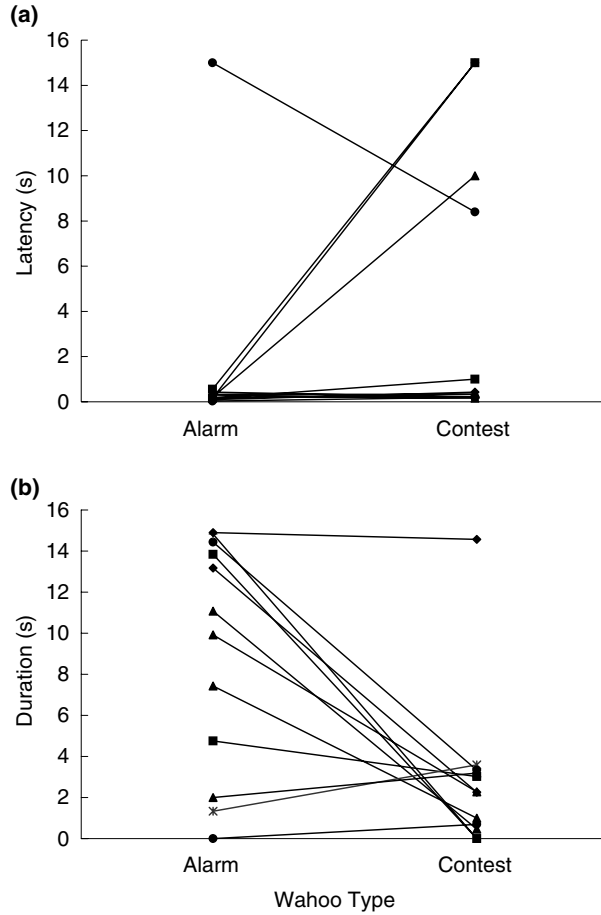 (a)
16
14
12
10
8
6
4
2
0
Latency (s)
Alarm Contest
(b)
16
14
12
10
8
6
4
2
0
Duration (s)
Alarm Contest
Wahoo Type